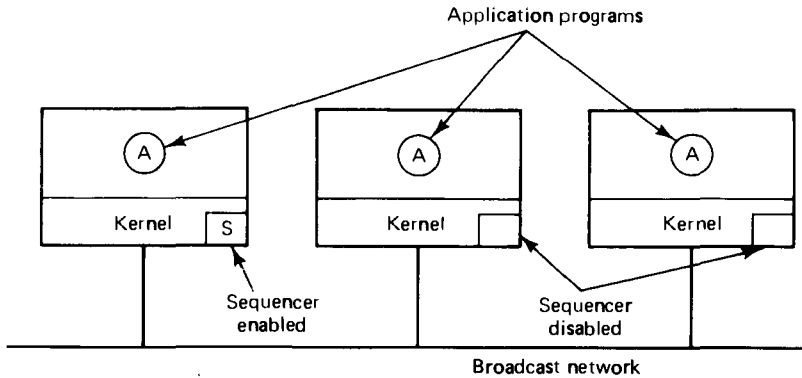 Application programs
A
A
A
Kernel
S
Kernel
Kernel
Sequencer
enabled
Sequencer
disabled
Broadcast network